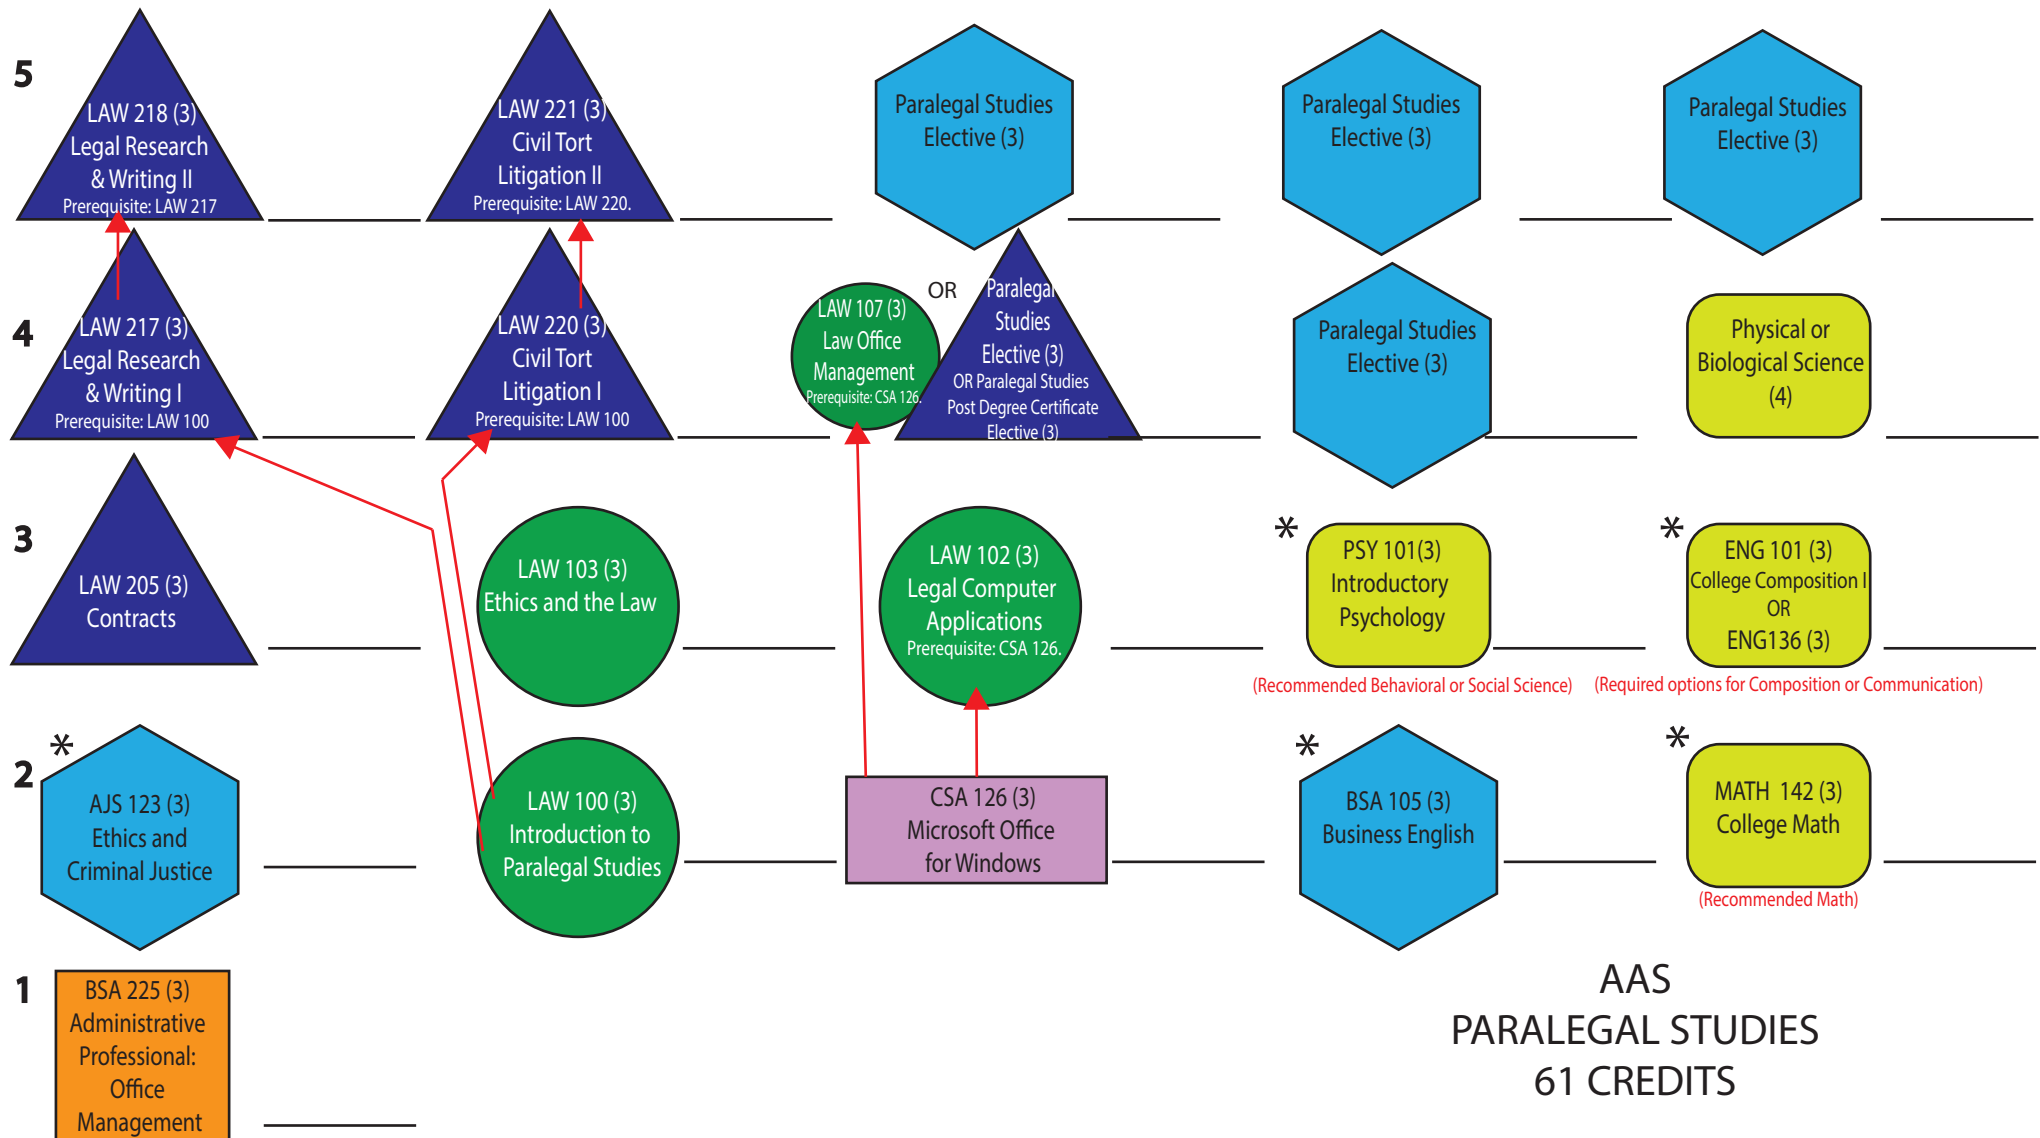 5
LAW 218 (3)
Legal Research
& Writing II
Prerequisite: LAW 217
LAW 221 (3)
Civil Tort
Litigation II
Prerequisite: LAW 220.
Paralegal Studies
Elective (3)
Paralegal Studies
Elective (3)
Paralegal Studies
Elective (3)
4
LAW 217 (3)
Legal Research
& Writing I
Prerequisite: LAW 100
LAW 220 (3)
Civil Tort
Litigation I
Prerequisite: LAW 100
LAW 107 (3)
Law Office
Management
Prerequisite: CSA 126.
OR
Paralegal
Studies
Elective (3)
OR Paralegal Studies
Post Degree Certificate
Elective (3)
Paralegal Studies
Elective (3)
Physical or
Biological Science
(4)
3
LAW 205 (3)
Contracts
LAW 103 (3)
Ethics and the Law
LAW 102 (3)
Legal Computer
Applications
Prerequisite: CSA 126.
*
PSY 101(3)
Introductory
Psychology
(Recommended Behavioral or Social Science)
*
ENG 101 (3)
College Composition I
OR
ENG136 (3)
(Required options for Composition or Communication)
2
*
AJS 123 (3)
Ethics and
Criminal Justice
LAW 100 (3)
Introduction to
Paralegal Studies
CSA 126 (3)
Microsoft Office
for Windows
*
BSA 105 (3)
Business English
*
MATH 142 (3)
College Math
(Recommended Math)
1
BSA 225 (3)
Administrative
Professional:
Office
Management
AAS
PARALEGAL STUDIES
61 CREDITS